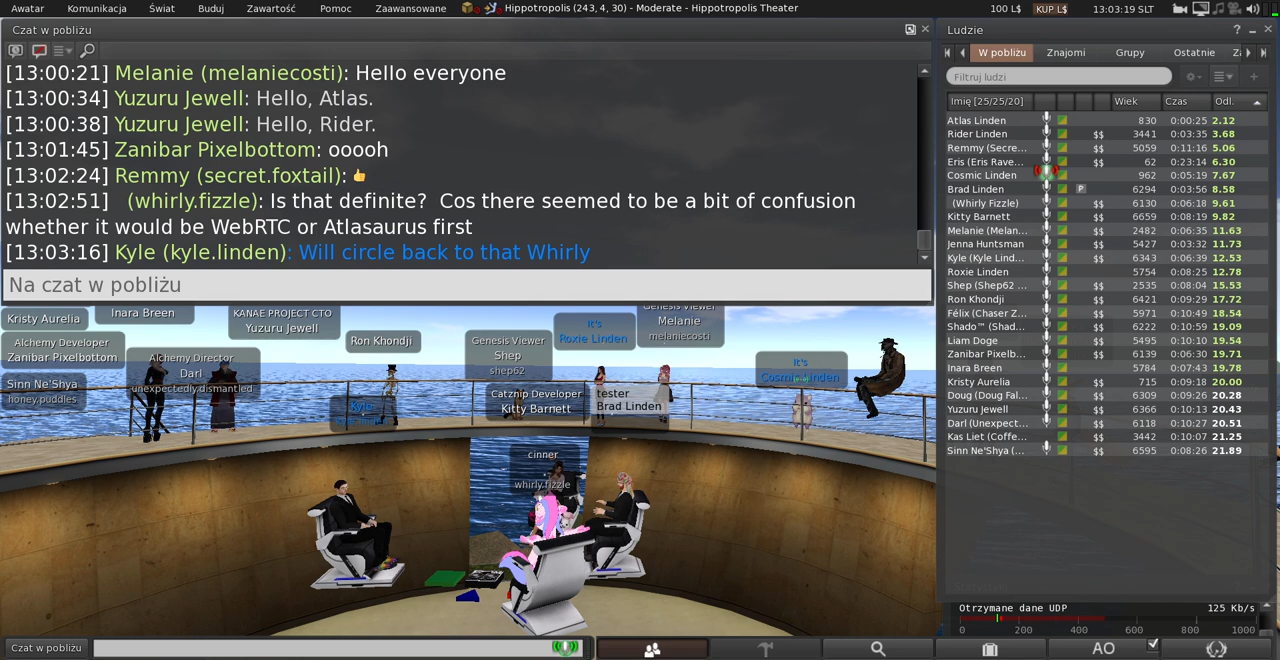 Awatar Komunikacja Świat Buduj Zawartość Pomoc Zaawansowane Hippotropolis (243, 4, 30) - Moderate - Hippotropolis Theater 100 L$ KUP L$ 13:03:19 SLT
Czat w pobliżu
[13:00:21] Melanie (melaniecosti): Hello everyone
[13:00:34] Yuzuru Jewell: Hello, Atlas.
[13:00:38] Yuzuru Jewell: Hello, Rider.
[13:01:45] Zanibar Pixelbottom: ooooh
[13:02:24] Remmy (secret.foxtail): 👍
[13:02:51] (whirly.fizzle): Is that definite? Cos there seemed to be a bit of confusion
whether it would be WebRTC or Atlasaurus first
[13:03:16] Kyle (kyle.linden): Will circle back to that Whirly
Na czat w pobliżu
Kristy Aurelia
Inara Breen
KANAE PROJECT CTO
Yuzuru Jewell
Alchemy Developer
Zanibar Pixelbottom
Alchemy Director
Darl
unexpectedly.dismantled
Sinn Ne'Shya
honey.puddles
Ron Khondji
Genesis Viewer
Shep
shep62
It's
Roxie Linden
Genesis Viewer
Melanie
melaniecosti
It's
Cosmic Linden
Kyle
Catznip Developer
Kitty Barnett
tester
Brad Linden
cinner
whirly.fizzle
Ludzie
W pobliżu Znajomi Grupy Ostatnie
Filtruj ludzi
Imię [25/25/20] Wiek Czas Odl.
Atlas Linden 830 0:00:25 2.12
Rider Linden $$ 3441 0:03:35 3.68
Remmy (Secre... $$ 5059 0:11:16 5.06
Eris (Eris Rave... $$ 62 0:23:14 6.30
Cosmic Linden 962 0:05:19 7.67
Brad Linden P 6294 0:03:56 8.58
(Whirly Fizzle) $$ 6130 0:06:18 9.61
Kitty Barnett $$ 6659 0:08:19 9.82
Melanie (Melan... $$ 2482 0:06:35 11.63
Jenna Huntsman $$ 5427 0:03:32 11.73
Kyle (Kyle Lind... $$ 6343 0:06:39 12.53
Roxie Linden 5754 0:08:25 12.78
Shep (Shep62 ... $$ 2535 0:08:04 15.53
Ron Khondji $$ 6421 0:09:29 17.72
Félix (Chaser Z... $$ 5971 0:10:49 18.54
Shado™ (Shad... $$ 6222 0:10:59 19.09
Liam Doge $$ 5495 0:10:10 19.54
Zanibar Pixelb... $$ 6139 0:06:30 19.71
Inara Breen 5784 0:07:43 19.78
Kristy Aurelia $$ 715 0:09:18 20.00
Doug (Doug Fal... $$ 6309 0:09:26 20.28
Yuzuru Jewell $$ 6366 0:10:13 20.43
Darl (Unexpect... $$ 6118 0:10:27 20.51
Kas Liet (Coffe... $$ 3442 0:10:07 21.25
Sinn Ne'Shya (... $$ 6595 0:08:26 21.89
Otrzymane dane UDP 125 Kb/s
0 200 400 600 800 1000
Czat w pobliżu
AO